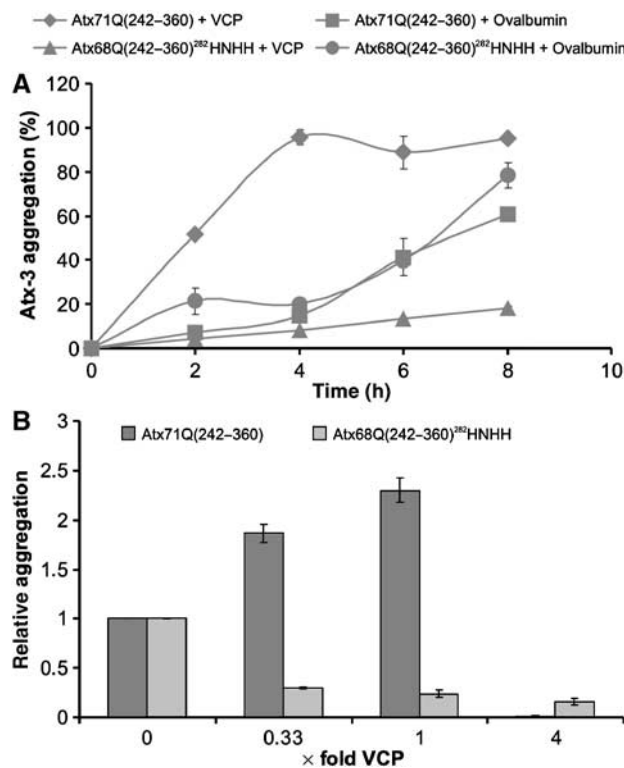 Atx71Q(242–360) + VCP
Atx71Q(242–360) + Ovalbumin
Atx68Q(242–360)²⁸²HNHH + VCP
Atx68Q(242–360)²⁸²HNHH + Ovalbumin
A
120
100
80
60
40
20
0
Atx-3 aggregation (%)
0 2 4 6 8 10
Time (h)
B
3
2.5
2
1.5
1
0.5
0
Relative aggregation
Atx71Q(242–360) Atx68Q(242–360)²⁸²HNHH
0 0.33 1 4
× fold VCP